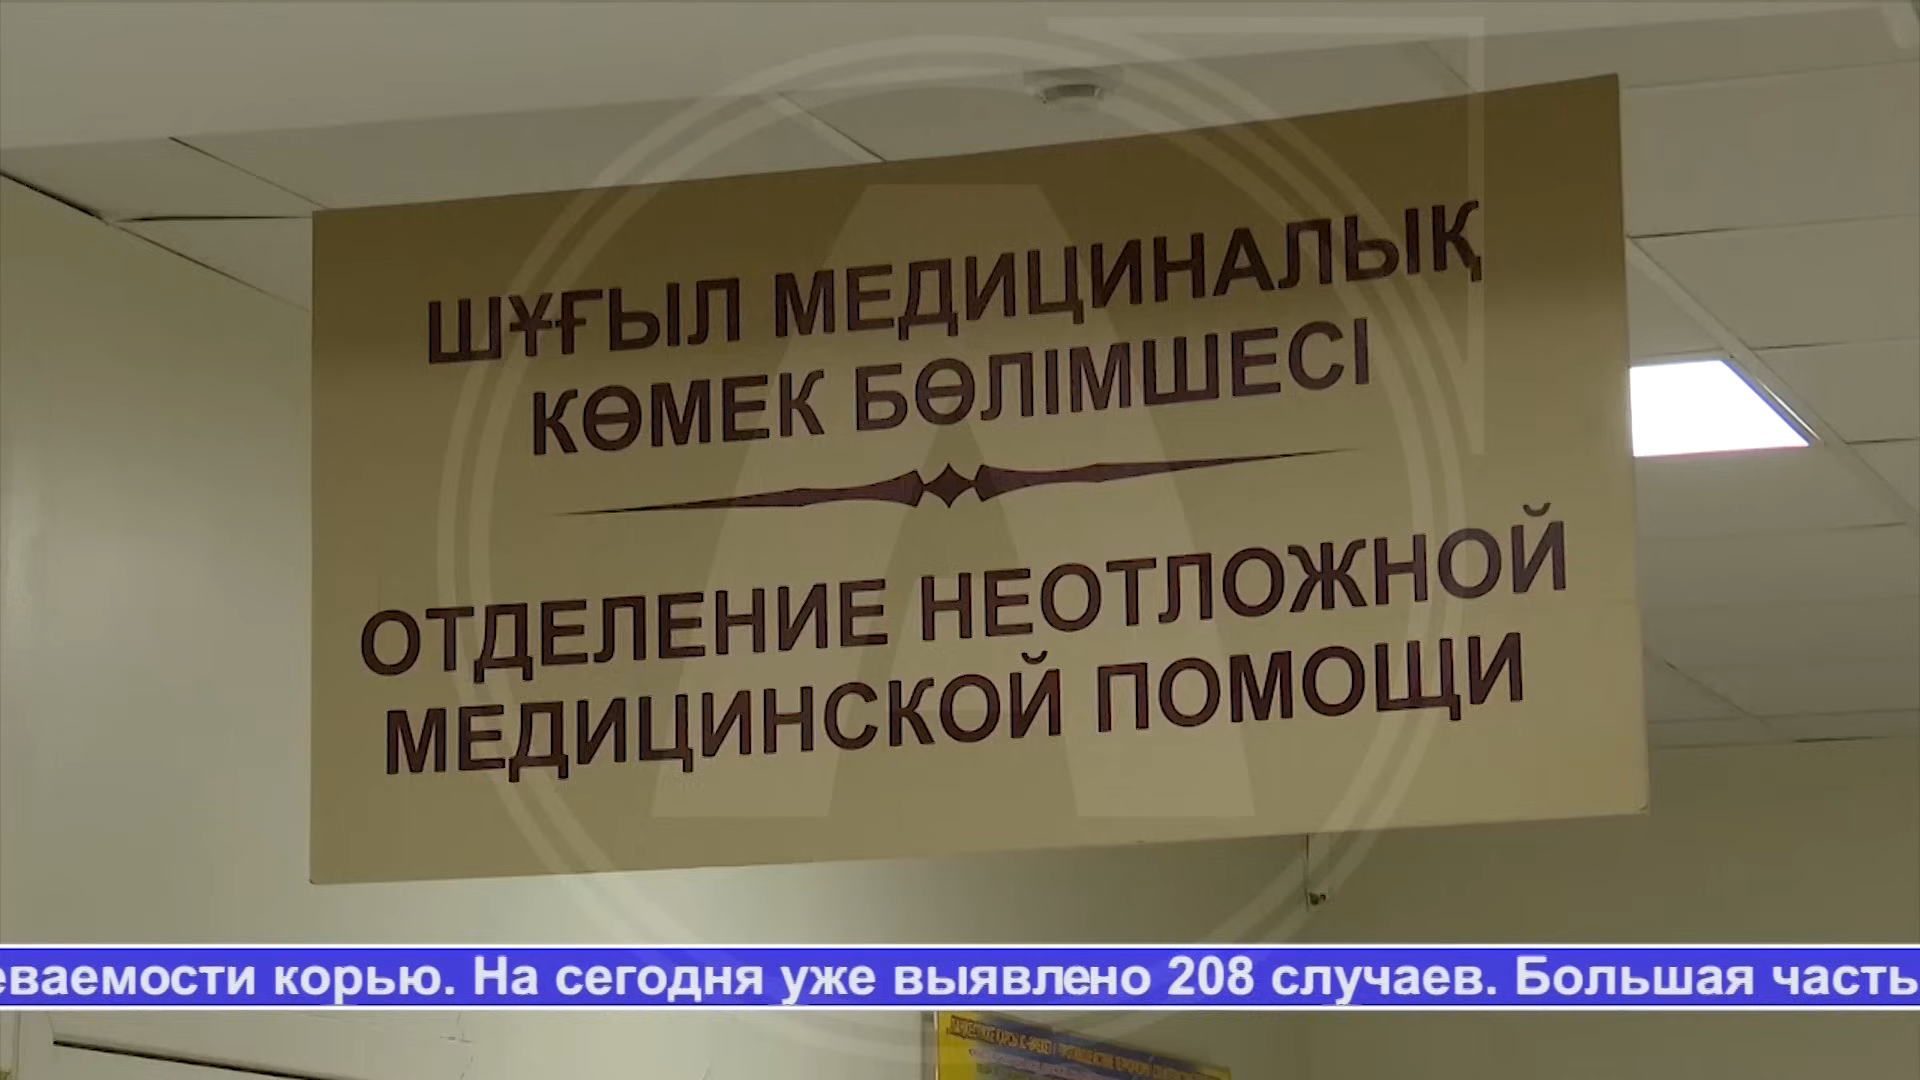 ШҰҒЫЛ МЕДИЦИНАЛЫҚ
КӨМЕК БӨЛІМШЕСІ
ОТДЕЛЕНИЕ НЕОТЛОЖНОЙ
МЕДИЦИНСКОЙ ПОМОЩИ
еваемости корью. На сегодня уже выявлено 208 случаев. Большая часть